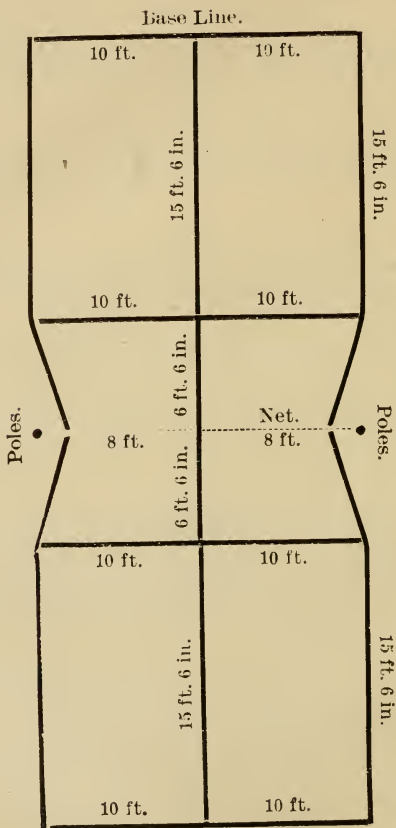 Base Line.
10 ft. 19 ft.
15 ft. 6 in.
15 ft. 6 in.
10 ft. 10 ft.
6 ft. 6 in.
Poles.
8 ft.
Net.
8 ft.
Poles.
6 ft. 6 in.
10 ft. 10 ft.
15 ft. 6 in.
15 ft. 6 in.
10 ft. 10 ft.